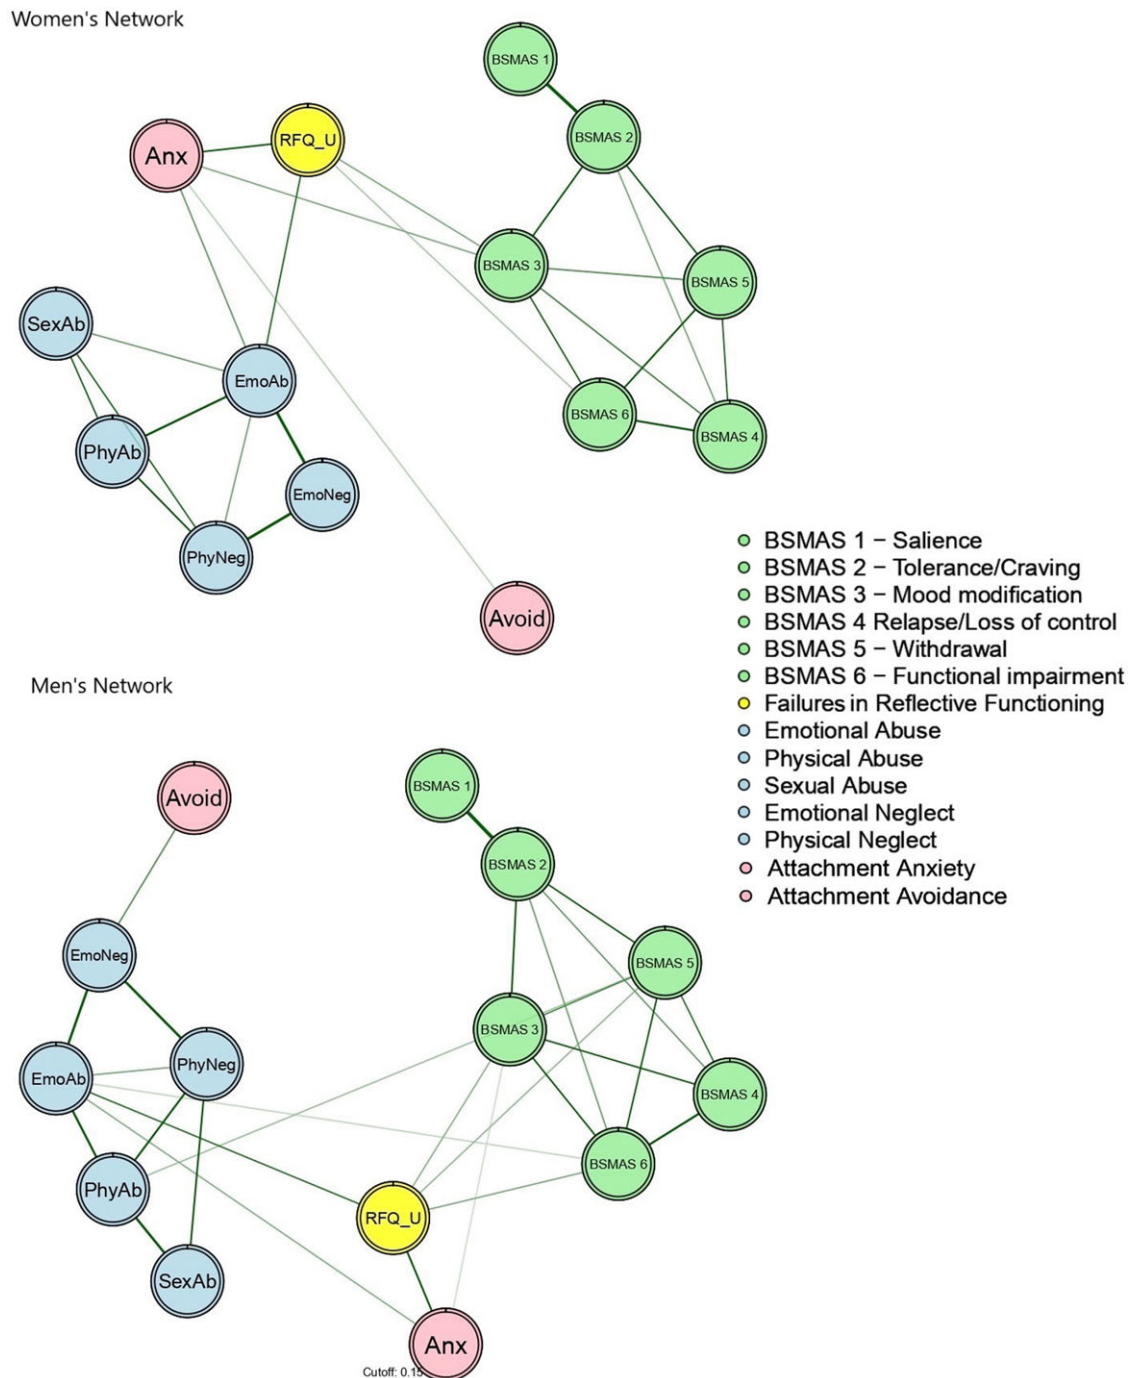 Women's Network
BSMAS 1
BSMAS 2
Anx
RFQ_U
BSMAS 3
BSMAS 5
SexAb
EmoAb
BSMAS 6
BSMAS 4
PhyAb
EmoNeg
PhyNeg
Avoid
BSMAS 1 – Salience
BSMAS 2 – Tolerance/Craving
BSMAS 3 – Mood modification
BSMAS 4 Relapse/Loss of control
BSMAS 5 – Withdrawal
BSMAS 6 – Functional impairment
Failures in Reflective Functioning
Emotional Abuse
Physical Abuse
Sexual Abuse
Emotional Neglect
Physical Neglect
Attachment Anxiety
Attachment Avoidance
Men's Network
Avoid
BSMAS 1
BSMAS 2
EmoNeg
BSMAS 5
BSMAS 3
PhyNeg
EmoAb
BSMAS 4
BSMAS 6
PhyAb
RFQ_U
SexAb
Anx
Cutoff: 0.15